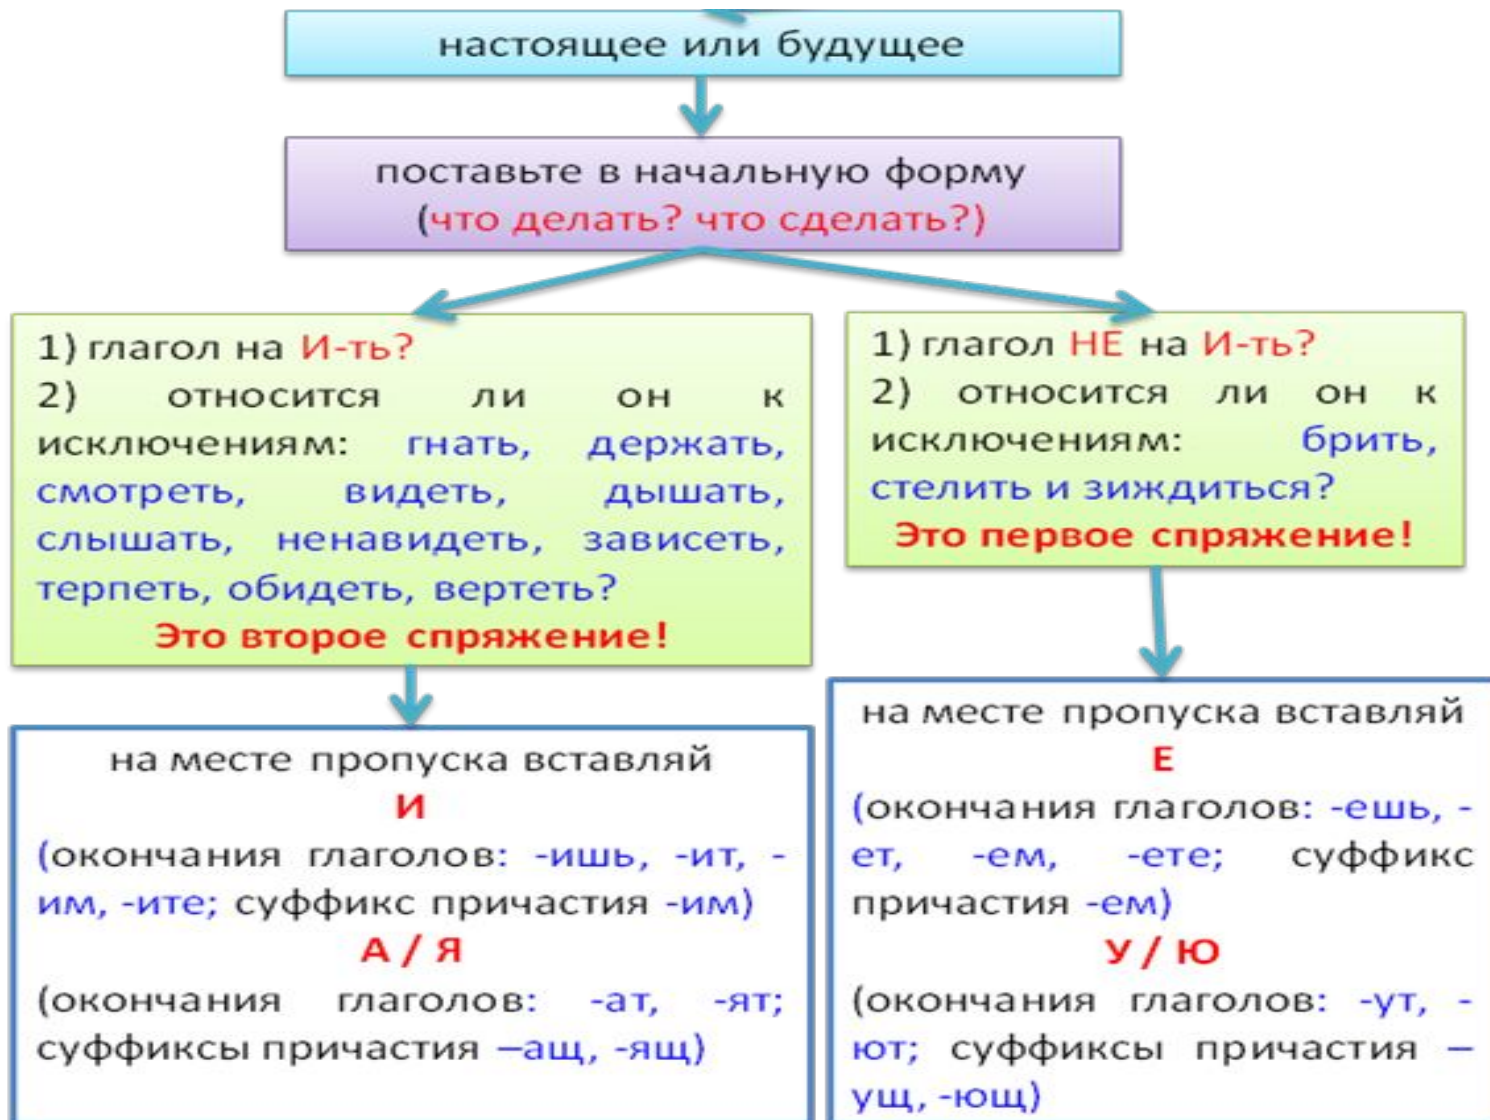 настоящее или будущее
поставьте в начальную форму
(что делать? что сделать?)
1) глагол на И-ть?
2) относится ли он к
исключениям: гнать, держать,
смотреть, видеть, дышать,
слышать, ненавидеть, зависеть,
терпеть, обидеть, вертеть?
Это второе спряжение!
1) глагол НЕ на И-ть?
2) относится ли он к
исключениям: брить,
стелить и зиждиться?
Это первое спряжение!
на месте пропуска вставляй
И
(окончания глаголов: -ишь, -ит, -
им, -ите; суффикс причастия -им)
А / Я
(окончания глаголов: -ат, -ят;
суффиксы причастия –ащ, -ящ)
на месте пропуска вставляй
Е
(окончания глаголов: -ешь, -
ет, -ем, -ете; суффикс
причастия -ем)
У / Ю
(окончания глаголов: -ут, -
ют; суффиксы причастия –
ущ, -ющ)